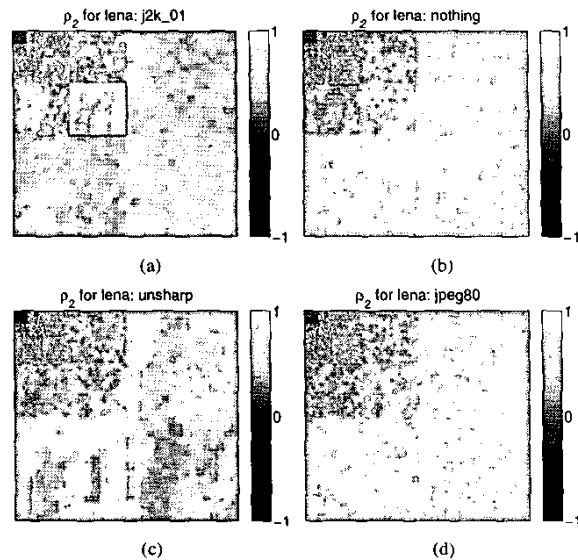 ρ₂ for lena: j2k_01
1
0
−1
(a)
ρ₂ for lena: nothing
1
0
−1
(b)
ρ₂ for lena: unsharp
1
0
−1
(c)
ρ₂ for lena: jpeg80
1
0
−1
(d)